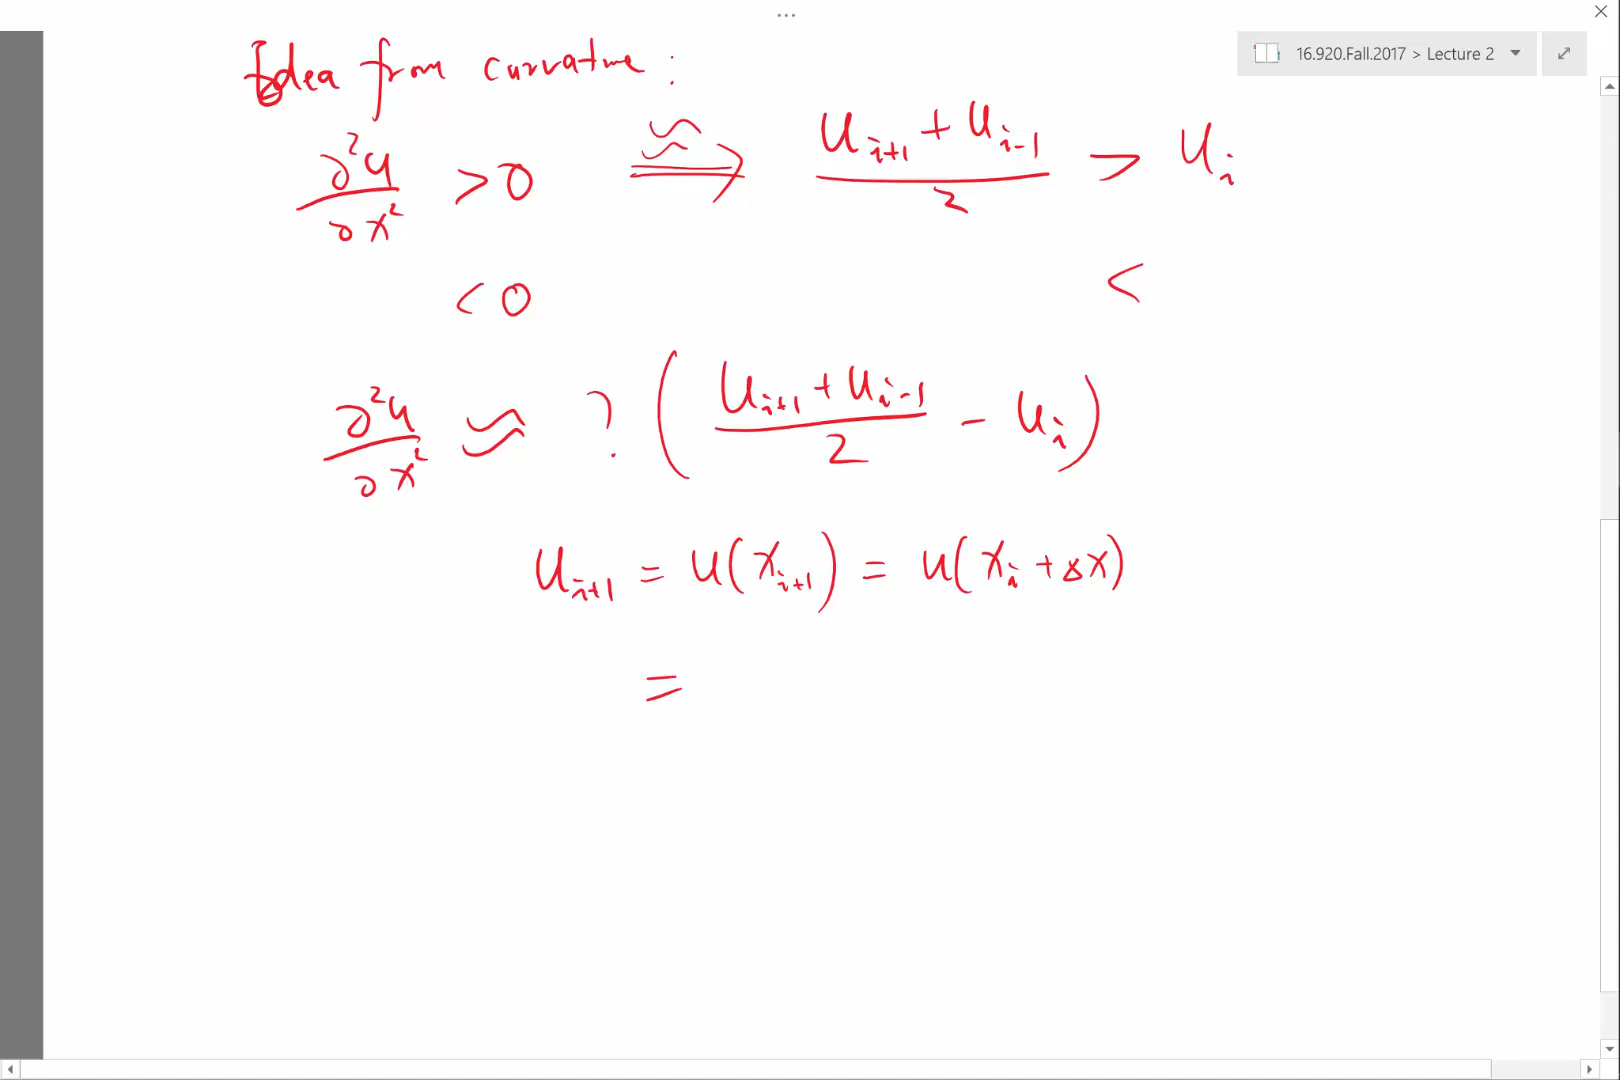 ...
16.920.Fall.2017 > Lecture 2
Idea from curvature :
∂²u/∂x² > 0 ≈⟹ (u_{i+1} + u_{i-1})/2 > u_i
< 0 <
∂²u/∂x² ≈ ? ( (u_{i+1} + u_{i-1})/2 - u_i )
u_{i+1} = u(x_{i+1}) = u(x_i + Δx)
=